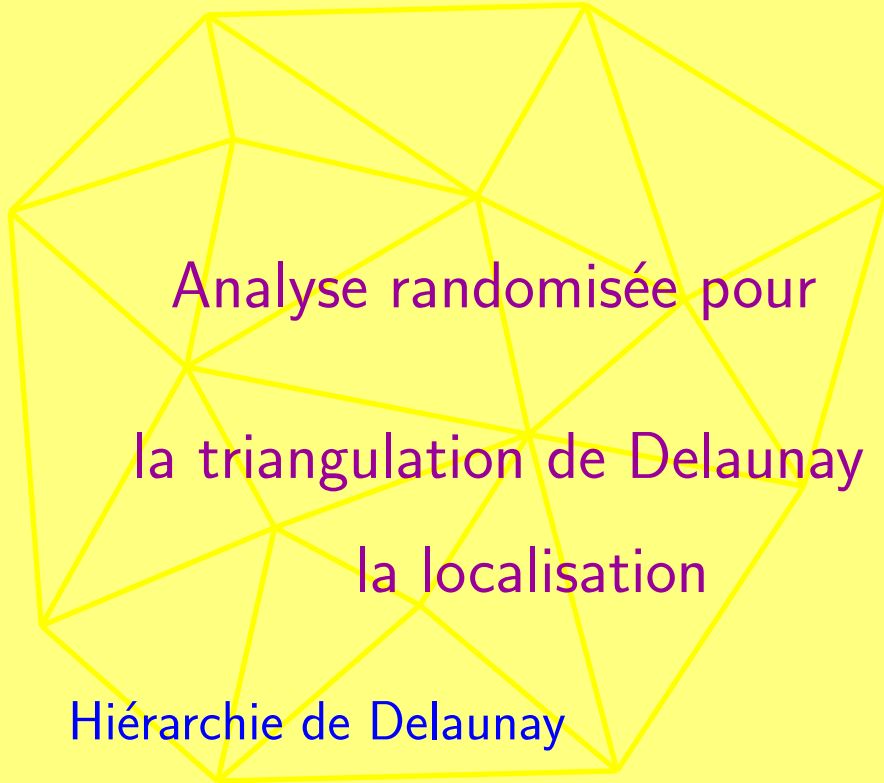 Analyse randomisée pour
la triangulation de Delaunay
la localisation
Hiérarchie de Delaunay